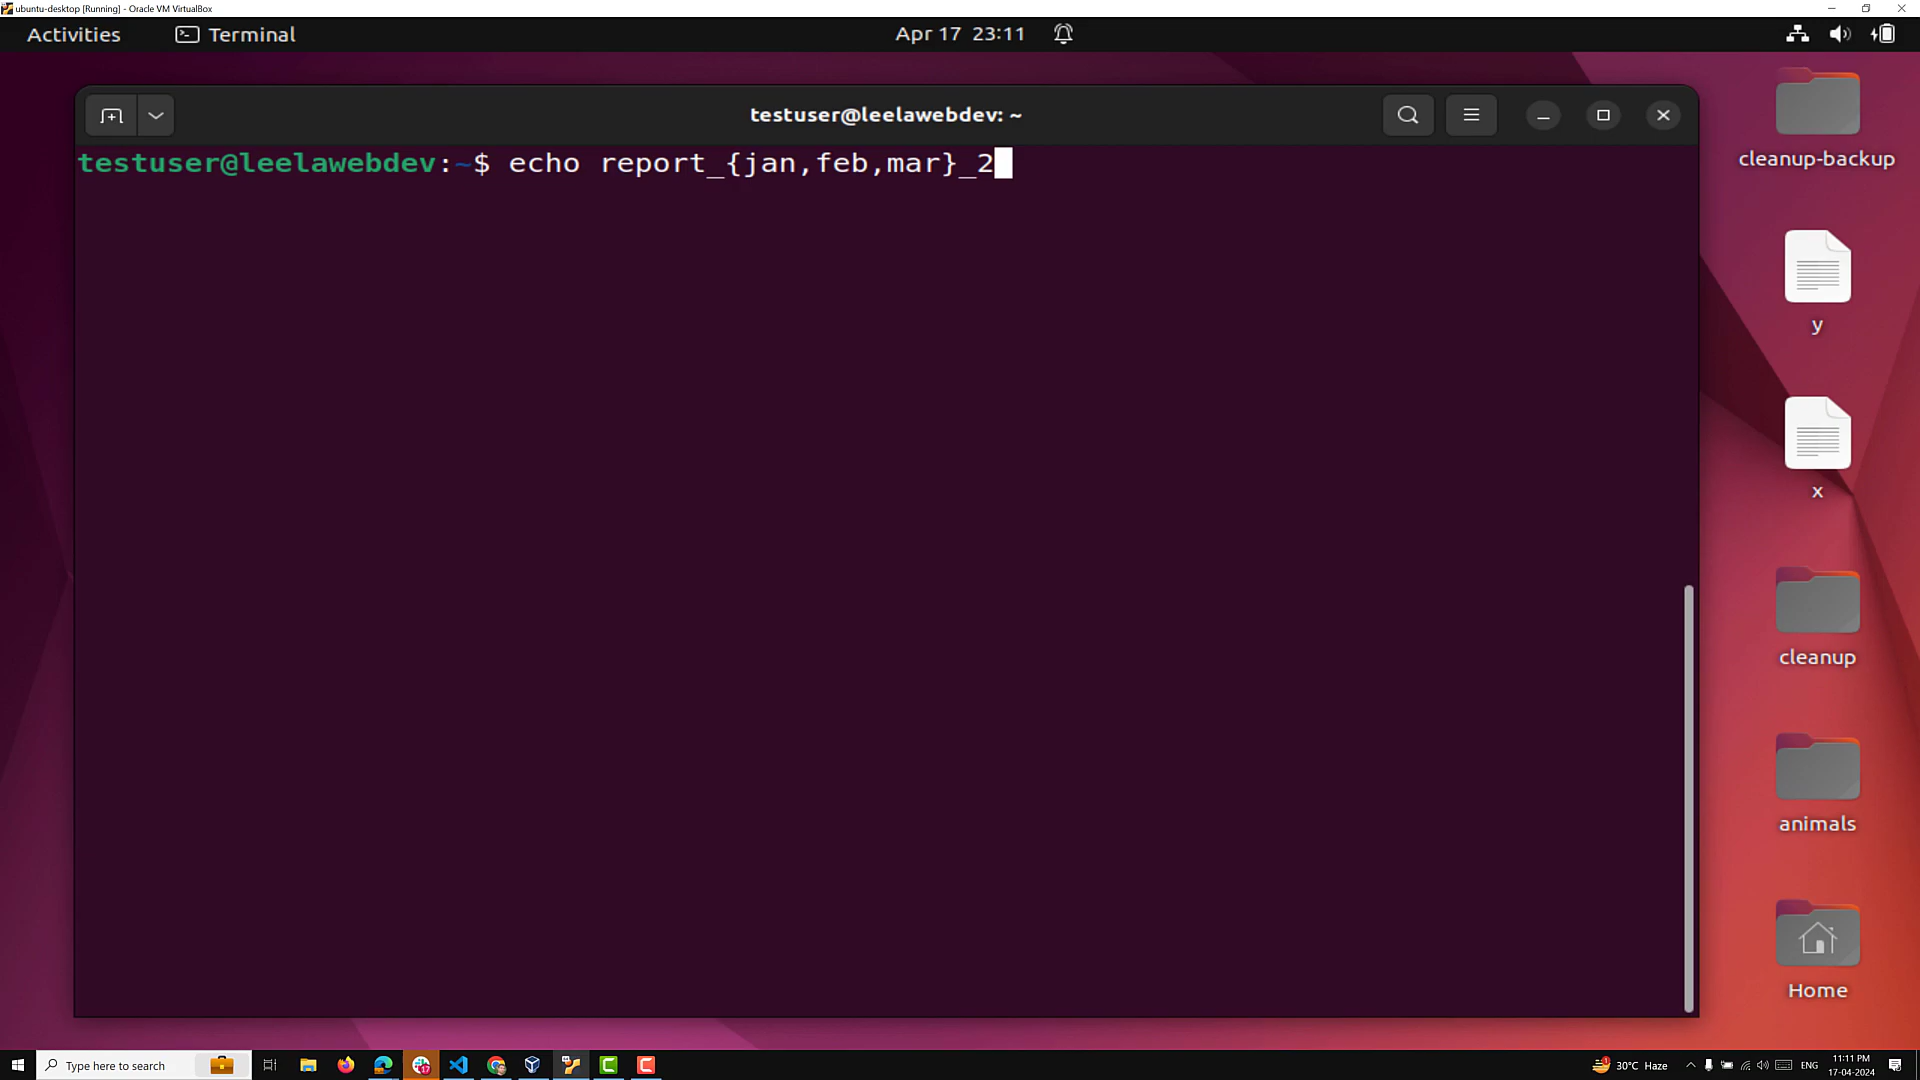 ubuntu-desktop [Running] - Oracle VM VirtualBox
Activities
Terminal
Apr 17 23:11
testuser@leelawebdev: ~
testuser@leelawebdev:~$ echo report_{jan,feb,mar}_2
cleanup-backup
y
x
cleanup
animals
Home
Type here to search
17
30°C Haze
ENG
11:11 PM
17-04-2024